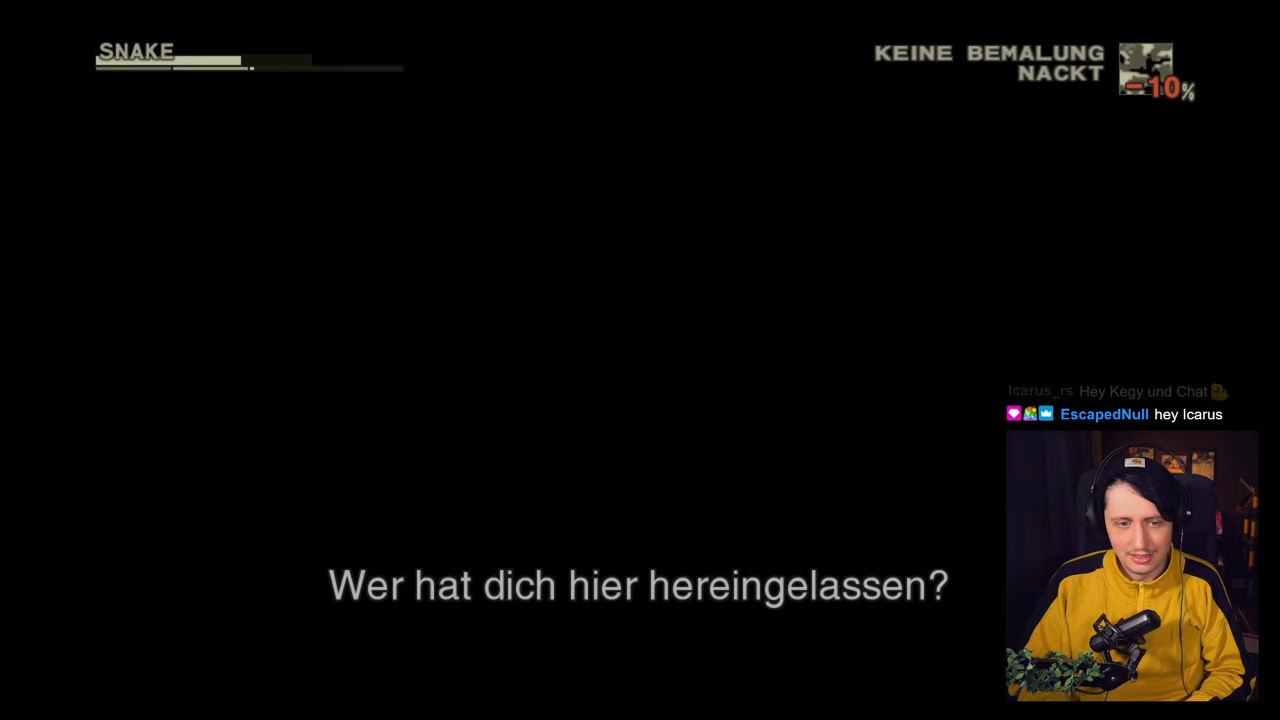 SNAKE
KEINE BEMALUNG
NACKT
-10%
Icarus_rs Hey Kegy und Chat
EscapedNull hey Icarus
Wer hat dich hier hereingelassen?